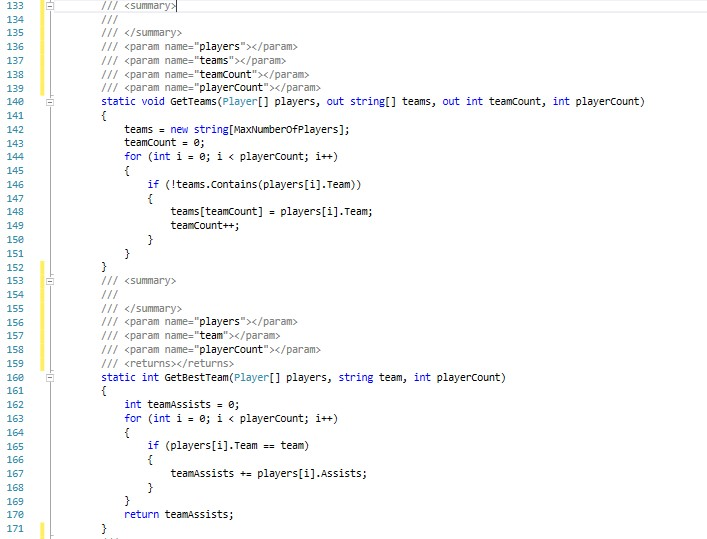 133 /// <summary>
134 ///
135 /// </summary>
136 /// <param name="players"></param>
137 /// <param name="teams"></param>
138 /// <param name="teamCount"></param>
139 /// <param name="playerCount"></param>
140 static void GetTeams(Player[] players, out string[] teams, out int teamCount, int playerCount)
141 {
142 teams = new string[MaxNumberOfPlayers];
143 teamCount = 0;
144 for (int i = 0; i < playerCount; i++)
145 {
146 if (!teams.Contains(players[i].Team))
147 {
148 teams[teamCount] = players[i].Team;
149 teamCount++;
150 }
151 }
152 }
153 /// <summary>
154 ///
155 /// </summary>
156 /// <param name="players"></param>
157 /// <param name="team"></param>
158 /// <param name="playerCount"></param>
159 /// <returns></returns>
160 static int GetBestTeam(Player[] players, string team, int playerCount)
161 {
162 int teamAssists = 0;
163 for (int i = 0; i < playerCount; i++)
164 {
165 if (players[i].Team == team)
166 {
167 teamAssists += players[i].Assists;
168 }
169 }
170 return teamAssists;
171 }